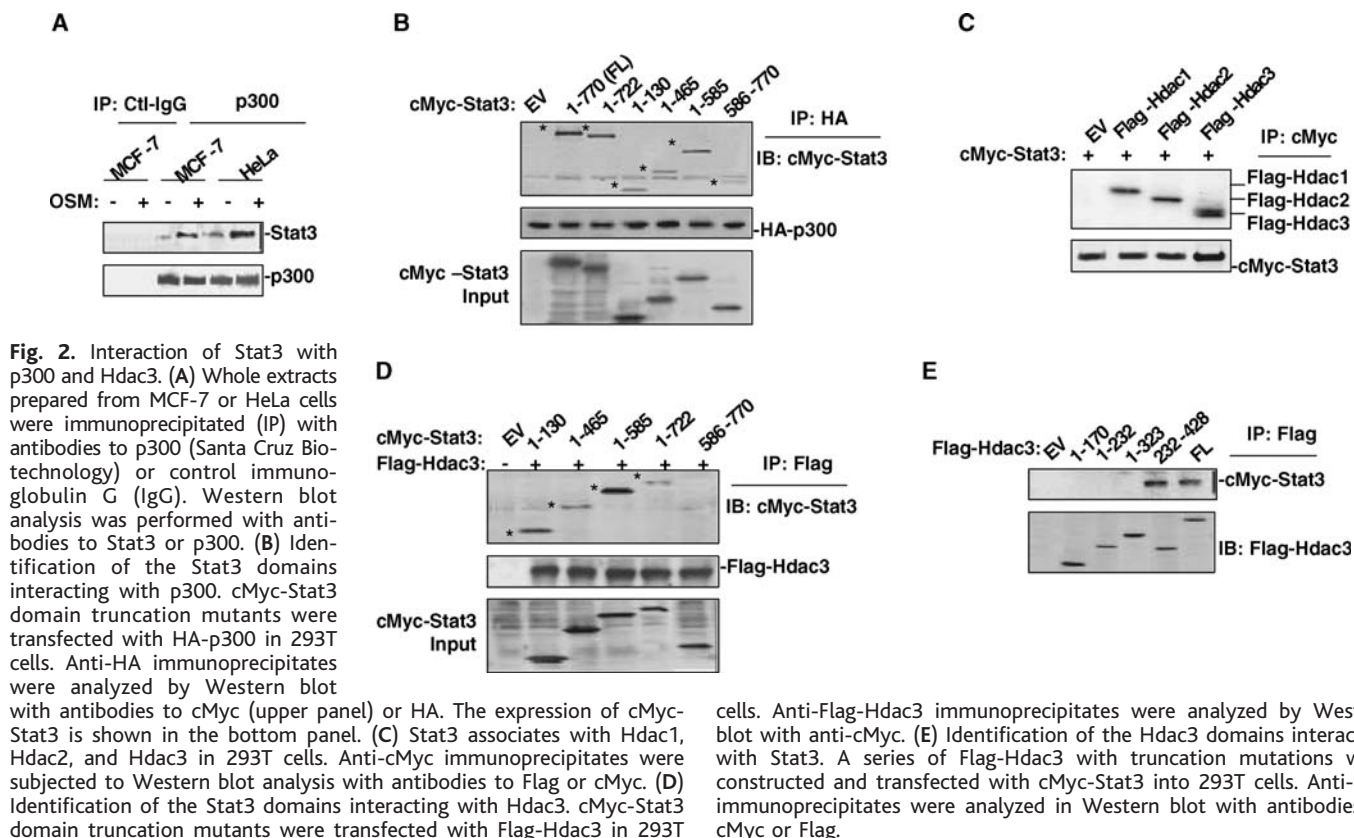 A
IP: Ctl-IgG p300
MCF-7 MCF-7 HeLa
OSM: - + - + - +
-Stat3
-p300
B
cMyc-Stat3: EV 1-770 (FL) 1-722 1-130 1-465 1-585 586-770
IP: HA
IB: cMyc-Stat3
* * * * * *
-HA-p300
cMyc –Stat3
Input
C
EV Flag-Hdac1 Flag-Hdac2 Flag-Hdac3
cMyc-Stat3: + + + +
IP: cMyc
Flag-Hdac1
Flag-Hdac2
Flag-Hdac3
-cMyc-Stat3
D
cMyc-Stat3: EV 1-130 1-465 1-585 1-722 586-770
Flag-Hdac3: - + + + + +
IP: Flag
IB: cMyc-Stat3
* * * *
-Flag-Hdac3
cMyc-Stat3
Input
E
Flag-Hdac3: EV 1-170 1-232 1-323 232-428 FL
IP: Flag
-cMyc-Stat3
IB: Flag-Hdac3
Fig. 2. Interaction of Stat3 with
p300 and Hdac3. (A) Whole extracts
prepared from MCF-7 or HeLa cells
were immunoprecipitated (IP) with
antibodies to p300 (Santa Cruz Bio-
technology) or control immuno-
globulin G (IgG). Western blot
analysis was performed with anti-
bodies to Stat3 or p300. (B) Iden-
tification of the Stat3 domains
interacting with p300. cMyc-Stat3
domain truncation mutants were
transfected with HA-p300 in 293T
cells. Anti-HA immunoprecipitates
were analyzed by Western blot
with antibodies to cMyc (upper panel) or HA. The expression of cMyc-
Stat3 is shown in the bottom panel. (C) Stat3 associates with Hdac1,
Hdac2, and Hdac3 in 293T cells. Anti-cMyc immunoprecipitates were
subjected to Western blot analysis with antibodies to Flag or cMyc. (D)
Identification of the Stat3 domains interacting with Hdac3. cMyc-Stat3
domain truncation mutants were transfected with Flag-Hdac3 in 293T
cells. Anti-Flag-Hdac3 immunoprecipitates were analyzed by Wes
blot with anti-cMyc. (E) Identification of the Hdac3 domains interac
with Stat3. A series of Flag-Hdac3 with truncation mutations w
constructed and transfected with cMyc-Stat3 into 293T cells. Anti-
immunoprecipitates were analyzed in Western blot with antibodies
cMyc or Flag.